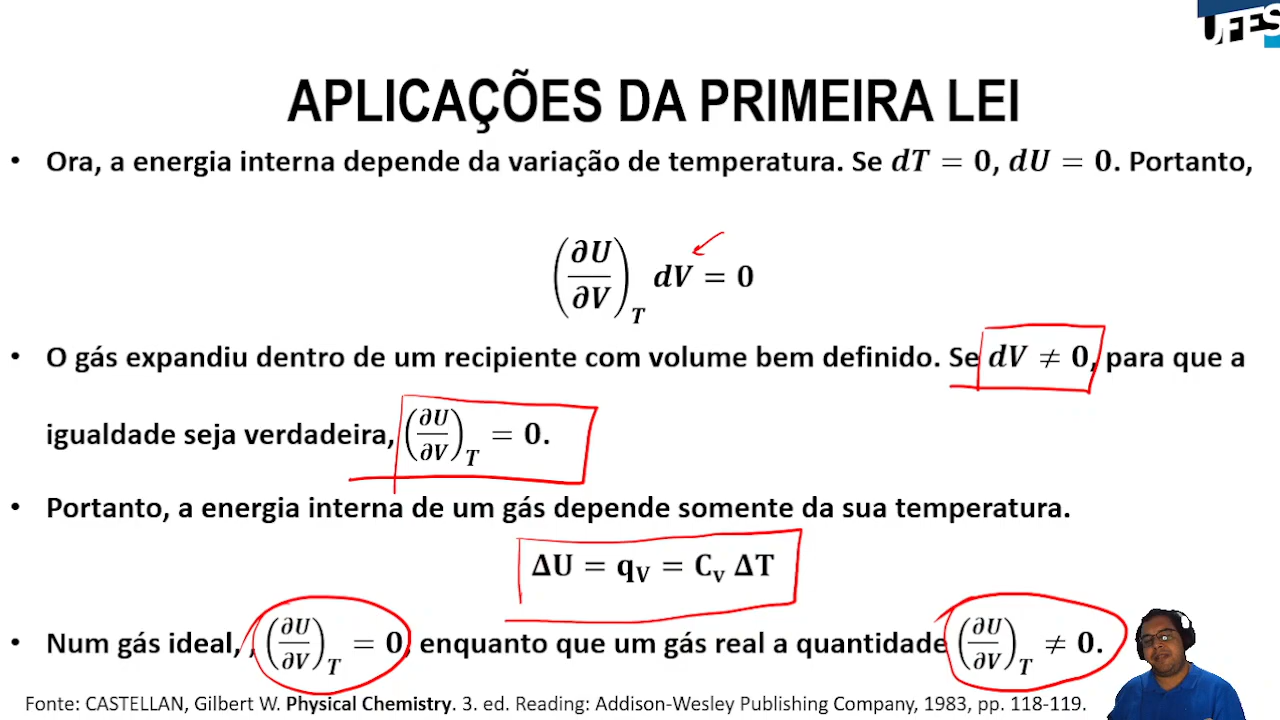 UFES
APLICAÇÕES DA PRIMEIRA LEI
• Ora, a energia interna depende da variação de temperatura. Se dT = 0, dU = 0. Portanto,
(∂U/∂V)_T dV = 0
• O gás expandiu dentro de um recipiente com volume bem definido. Se dV ≠ 0, para que a
igualdade seja verdadeira, (∂U/∂V)_T = 0.
• Portanto, a energia interna de um gás depende somente da sua temperatura.
ΔU = q_V = C_v ΔT
• Num gás ideal, , (∂U/∂V)_T = 0, enquanto que um gás real a quantidade (∂U/∂V)_T ≠ 0.
Fonte: CASTELLAN, Gilbert W. Physical Chemistry. 3. ed. Reading: Addison-Wesley Publishing Company, 1983, pp. 118-119.